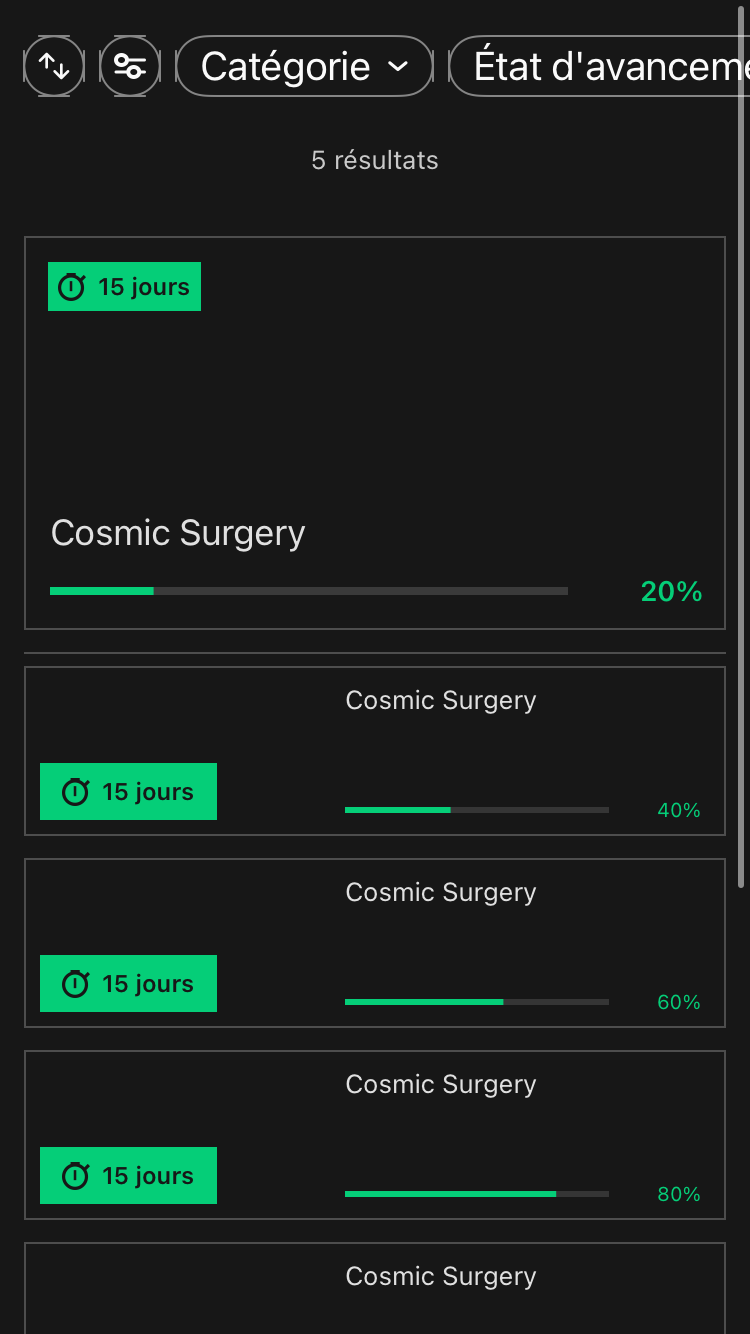 Catégorie
État d'avanceme
5 résultats
15 jours
Cosmic Surgery
20%
Cosmic Surgery
15 jours
40%
Cosmic Surgery
15 jours
60%
Cosmic Surgery
15 jours
80%
Cosmic Surgery